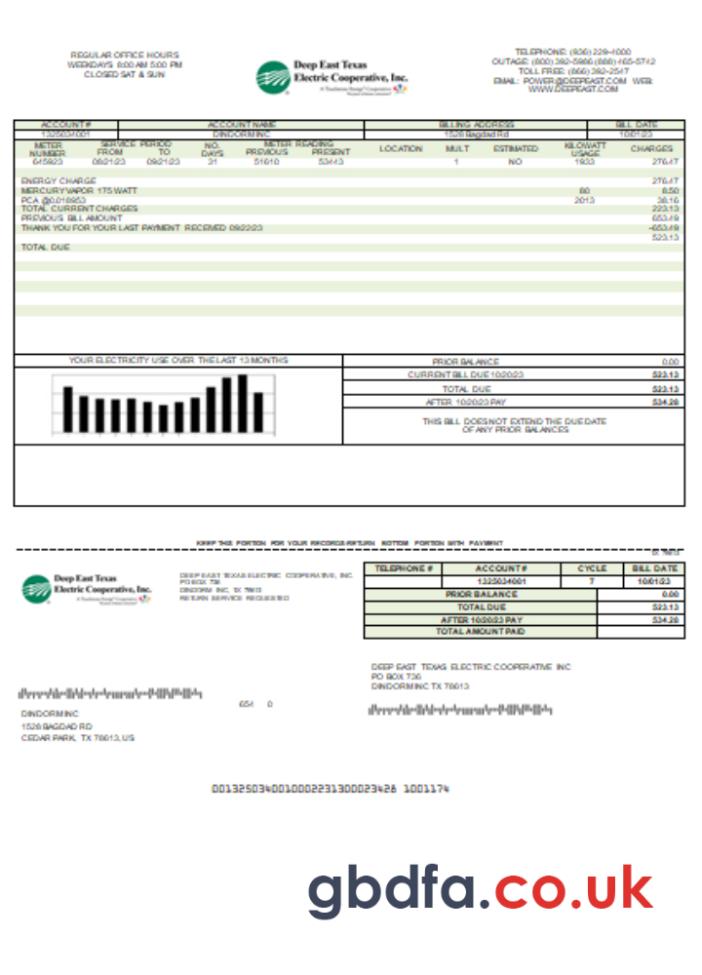 REGULAR OFFICE HOURS
WEEKDAYS 8:00 AM 5:00 PM
CLOSED SAT & SUN
Deep East Texas
Electric Cooperative, Inc.
TELEPHONE: (936) 229-4000
OUTAGE: (800) 392-5986 (888) 465-5712
TOLL FREE: (866) 392-2547
EMAIL: POWER@DEEPEAST.COM WEB:
WWW.DEEPEAST.COM
ACCOUNT # ACCOUNT NAME BILLING ADDRESS BILL DATE
1325034001 DINDORM INC 1528 Bagdad Rd 10/01/23
METER NUMBER SERVICE PERIOD FROM TO NO. DAYS METER READING PREVIOUS PRESENT LOCATION MULT ESTIMATED KILOWATT USAGE CHARGES
645923 08/21/23 09/21/23 31 51610 53443 1 NO 1933 276.47
ENERGY CHARGE 276.47
MERCURY VAPOR 175 WATT 80 8.50
PCA @0.018953 2013 38.16
TOTAL CURRENT CHARGES 223.13
PREVIOUS BILL AMOUNT 653.49
THANK YOU FOR YOUR LAST PAYMENT RECEIVED 09/22/23 -653.49
523.13
TOTAL DUE
YOUR ELECTRICITY USE OVER THE LAST 13 MONTHS
PRIOR BALANCE 0.00
CURRENT BILL DUE 10/20/23 523.13
TOTAL DUE 523.13
AFTER 10/20/23 PAY 534.28
THIS BILL DOES NOT EXTEND THE DUE DATE
OF ANY PRIOR BALANCES
KEEP THIS PORTION FOR YOUR RECORDS-RETURN BOTTOM PORTION WITH PAYMENT
TX 78613
Deep East Texas
Electric Cooperative, Inc.
DEEP EAST TEXAS ELECTRIC COOPERATIVE, INC.
PO BOX 736
DINDORM INC, TX 78613
RETURN SERVICE REQUESTED
TELEPHONE # ACCOUNT# CYCLE BILL DATE
1325034001 7 10/01/23
PRIOR BALANCE 0.00
TOTAL DUE 523.13
AFTER 10/20/23 PAY 534.28
TOTAL AMOUNT PAID
DEEP EAST TEXAS ELECTRIC COOPERATIVE INC
PO BOX 736
DINDORM INC TX 78613
654 0
DINDORM INC
1528 BAGDAD RD
CEDAR PARK, TX 78613, US
0013250340010002231300023428 1001174
gbdfa.co.uk